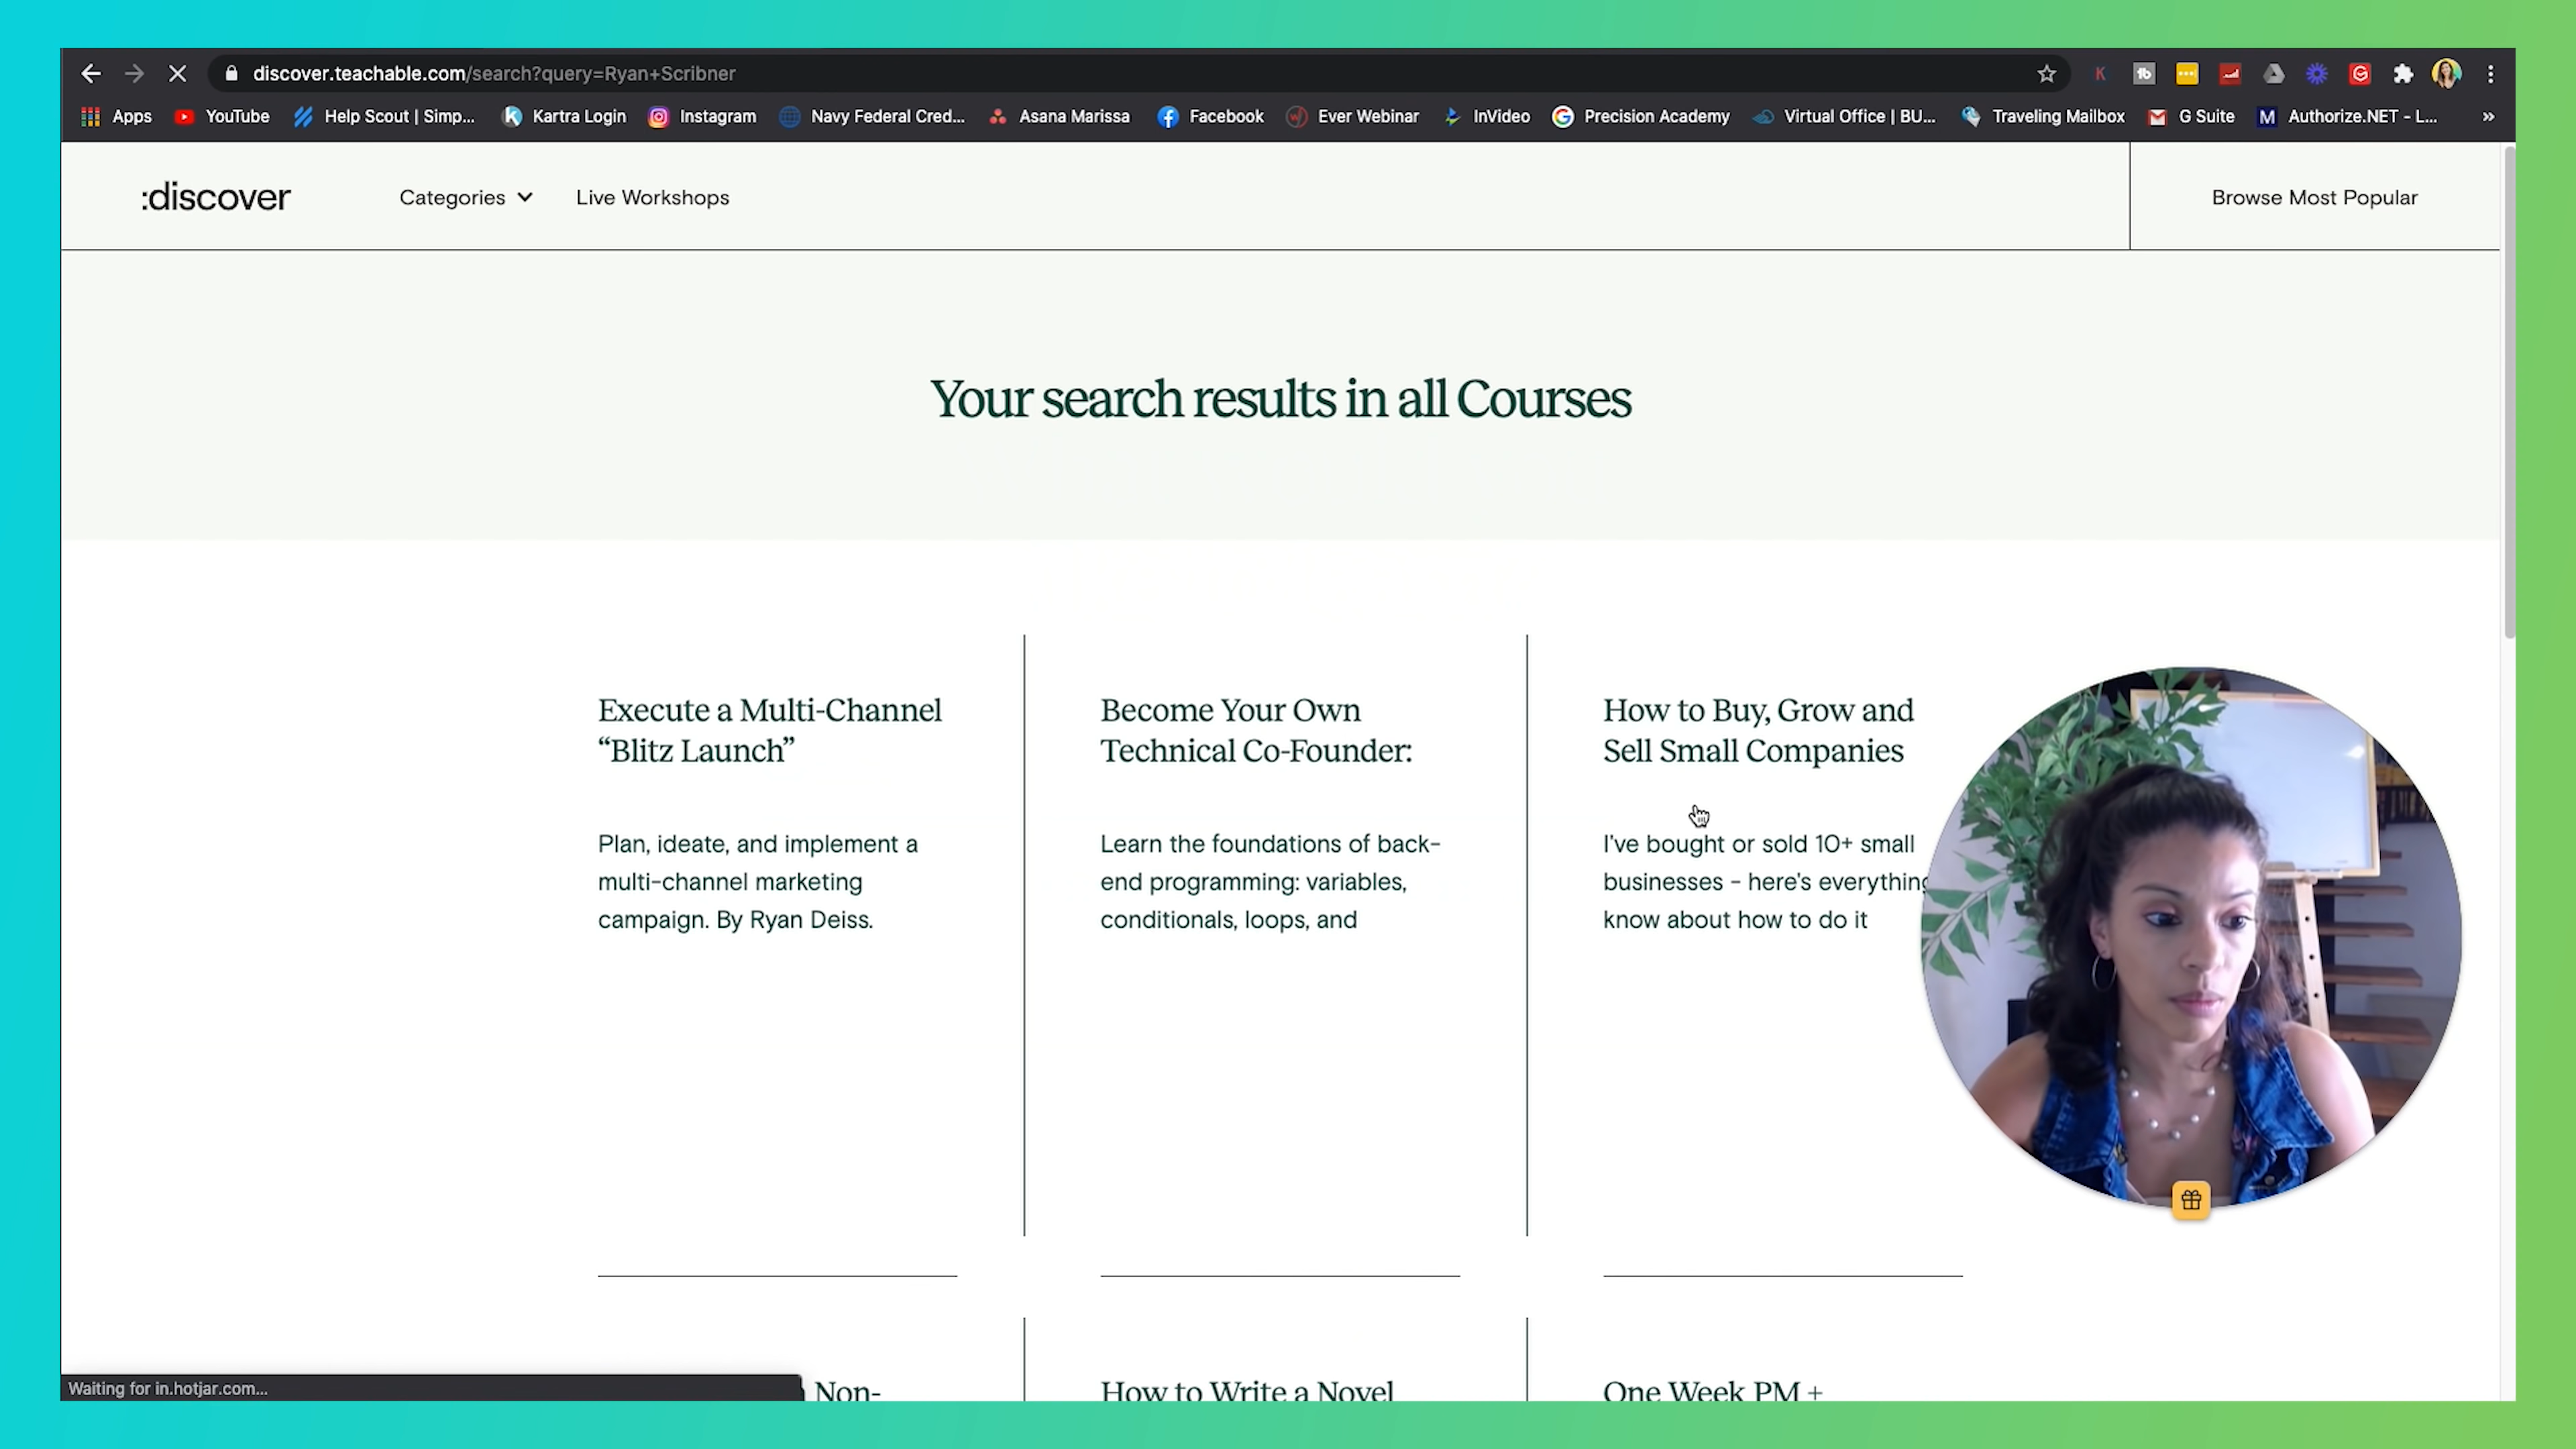 discover.teachable.com/search?query=Ryan+Scribner
Apps YouTube Help Scout | Simp... Kartra Login Instagram Navy Federal Cred... Asana Marissa Facebook Ever Webinar InVideo Precision Academy Virtual Office | BU... Traveling Mailbox G Suite Authorize.NET - L... »
:discover Categories Live Workshops Browse Most Popular
Your search results in all Courses
Execute a Multi-Channel
“Blitz Launch”
Plan, ideate, and implement a
multi-channel marketing
campaign. By Ryan Deiss.
Become Your Own
Technical Co-Founder:
Learn the foundations of back-
end programming: variables,
conditionals, loops, and
How to Buy, Grow and
Sell Small Companies
I've bought or sold 10+ small
businesses - here's everything
know about how to do it
Non-
How to Write a Novel
One Week PM +
Waiting for in.hotjar.com...